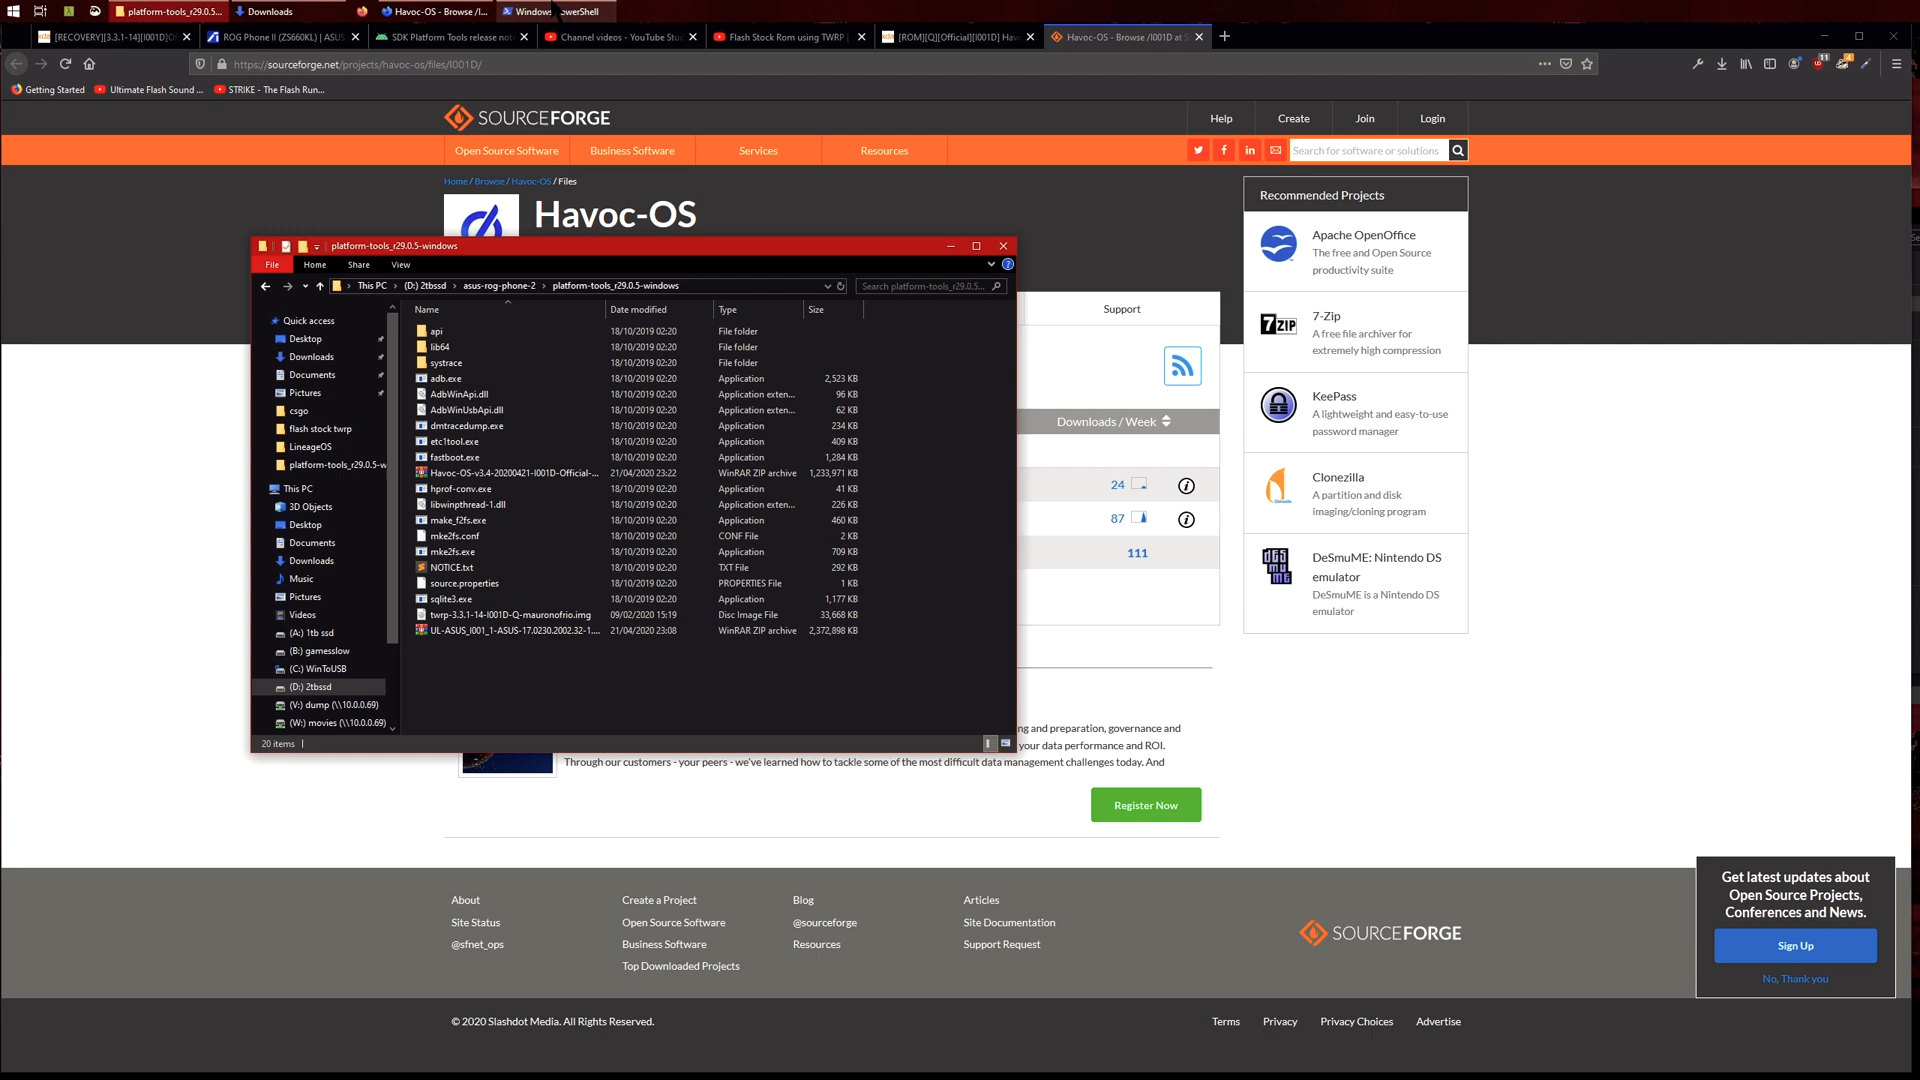 platform-tools_r29.0.5...
Downloads
Havoc-OS - Browse /I...
Windows PowerShell
[RECOVERY][3.3.1-14][I001D]Of
ROG Phone II (ZS660KL) | ASUS
SDK Platform Tools release not
Channel videos - YouTube Stud
Flash Stock Rom using TWRP |
[ROM][Q][Official][I001D] Hav
Havoc-OS - Browse /I001D at S
https://sourceforge.net/projects/havoc-os/files/I001D/
11
4
Getting Started
Ultimate Flash Sound ...
STRIKE - The Flash Run...
SOURCEFORGE
Help
Create
Join
Login
Open Source Software
Business Software
Services
Resources
Search for software or solutions
Home / Browse / Havoc-OS / Files
Havoc-OS
Recommended Projects
Apache OpenOffice
The free and Open Source
productivity suite
7-Zip
A free file archiver for
extremely high compression
KeePass
A lightweight and easy-to-use
password manager
Clonezilla
A partition and disk
imaging/cloning program
DeSmuME: Nintendo DS
emulator
DeSmuME is a Nintendo DS
emulator
Support
Downloads / Week
24
87
111
platform-tools_r29.0.5-windows
File
Home
Share
View
This PC
(D:) 2tbssd
asus-rog-phone-2
platform-tools_r29.0.5-windows
Search platform-tools_r29.0.5...
Quick access
Desktop
Downloads
Documents
Pictures
csgo
flash stock twrp
LineageOS
platform-tools_r29.0.5-w
This PC
3D Objects
Desktop
Documents
Downloads
Music
Pictures
Videos
(A:) 1tb ssd
(B:) gamesslow
(C:) WinToUSB
(D:) 2tbssd
(V:) dump (\\10.0.0.69)
(W:) movies (\\10.0.0.69)
Name Date modified Type Size
api 18/10/2019 02:20 File folder
lib64 18/10/2019 02:20 File folder
systrace 18/10/2019 02:20 File folder
adb.exe 18/10/2019 02:20 Application 2,523 KB
AdbWinApi.dll 18/10/2019 02:20 Application exten... 96 KB
AdbWinUsbApi.dll 18/10/2019 02:20 Application exten... 62 KB
dmtracedump.exe 18/10/2019 02:20 Application 234 KB
etc1tool.exe 18/10/2019 02:20 Application 409 KB
fastboot.exe 18/10/2019 02:20 Application 1,284 KB
Havoc-OS-v3.4-20200421-I001D-Official-... 21/04/2020 23:22 WinRAR ZIP archive 1,233,971 KB
hprof-conv.exe 18/10/2019 02:20 Application 41 KB
libwinpthread-1.dll 18/10/2019 02:20 Application exten... 226 KB
make_f2fs.exe 18/10/2019 02:20 Application 460 KB
mke2fs.conf 18/10/2019 02:20 CONF File 2 KB
mke2fs.exe 18/10/2019 02:20 Application 709 KB
NOTICE.txt 18/10/2019 02:20 TXT File 292 KB
source.properties 18/10/2019 02:20 PROPERTIES File 1 KB
sqlite3.exe 18/10/2019 02:20 Application 1,177 KB
twrp-3.3.1-14-I001D-Q-mauronofrio.img 09/02/2020 15:19 Disc Image File 33,668 KB
UL-ASUS_I001_1-ASUS-17.0230.2002.32-1.... 21/04/2020 23:08 WinRAR ZIP archive 2,372,898 KB
20 items
ng and preparation, governance and
your data performance and ROI.
Through our customers - your peers - we've learned how to tackle some of the most difficult data management challenges today. And
Register Now
Get latest updates about
Open Source Projects,
Conferences and News.
Sign Up
No, Thank you
About
Site Status
@sfnet_ops
Create a Project
Open Source Software
Business Software
Top Downloaded Projects
Blog
@sourceforge
Resources
Articles
Site Documentation
Support Request
SOURCEFORGE
© 2020 Slashdot Media. All Rights Reserved.
Terms
Privacy
Privacy Choices
Advertise